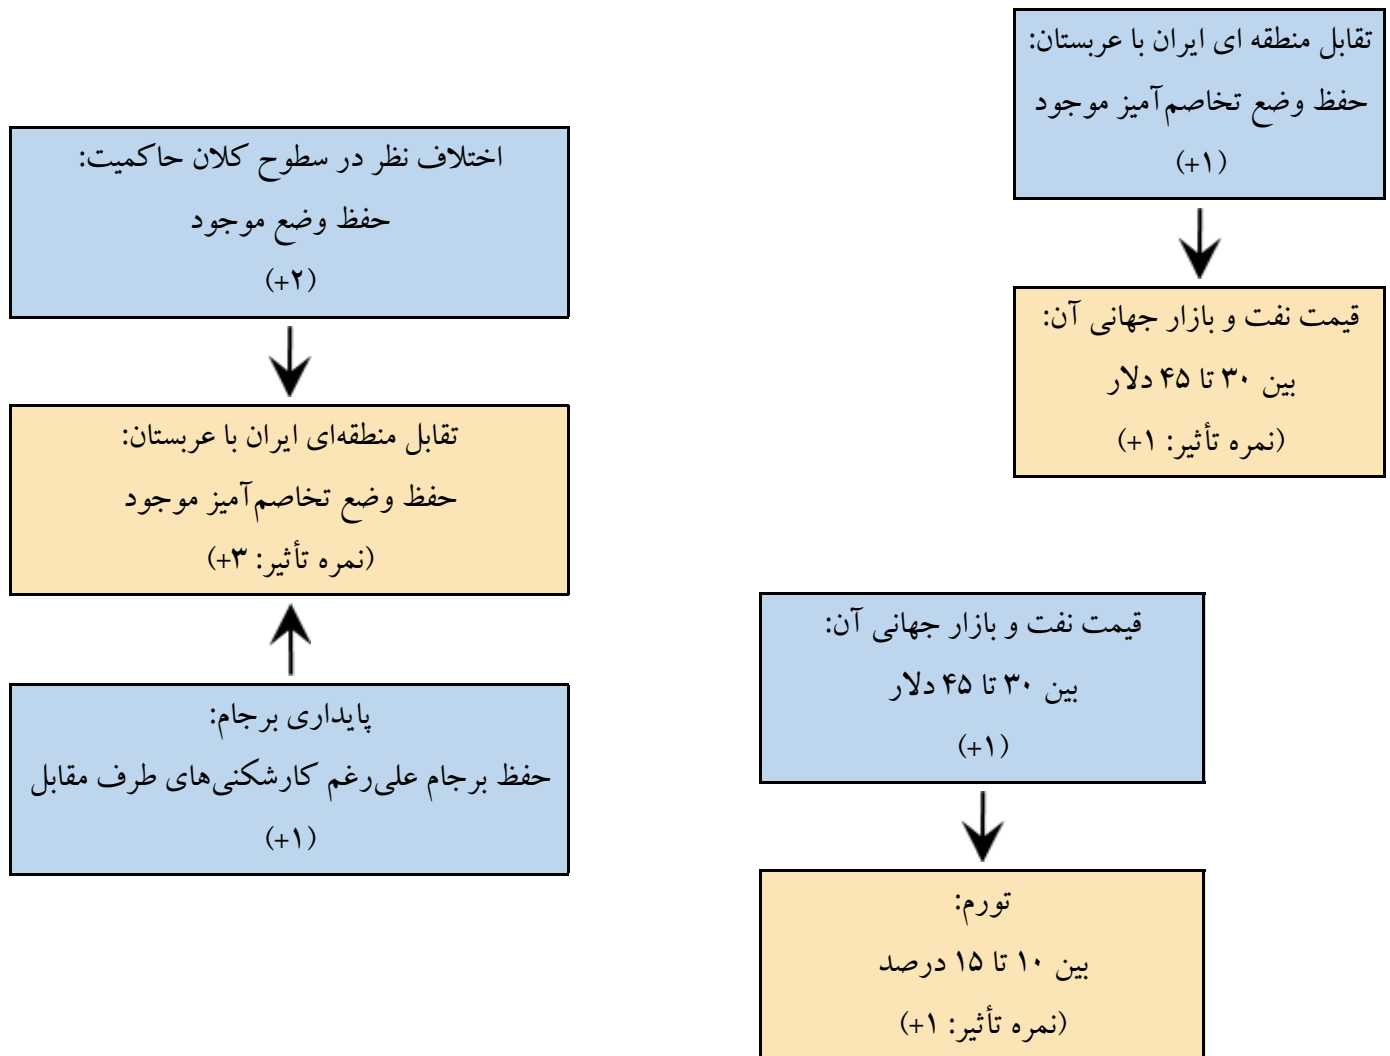 تقابل منطقه ای ایران با عربستان:
حفظ وضع تخاصم‌آمیز موجود
(+۱)
قیمت نفت و بازار جهانی آن:
بین ۳۰ تا ۴۵ دلار
(نمره تأثیر: ۱+)
اختلاف نظر در سطوح کلان حاکمیت:
حفظ وضع موجود
(+۲)
تقابل منطقه‌ای ایران با عربستان:
حفظ وضع تخاصم‌آمیز موجود
(نمره تأثیر: ۳+)
پایداری برجام:
حفظ برجام علی‌رغم کارشکنی‌های طرف مقابل
(+۱)
قیمت نفت و بازار جهانی آن:
بین ۳۰ تا ۴۵ دلار
(+۱)
تورم:
بین ۱۰ تا ۱۵ درصد
(نمره تأثیر: ۱+)